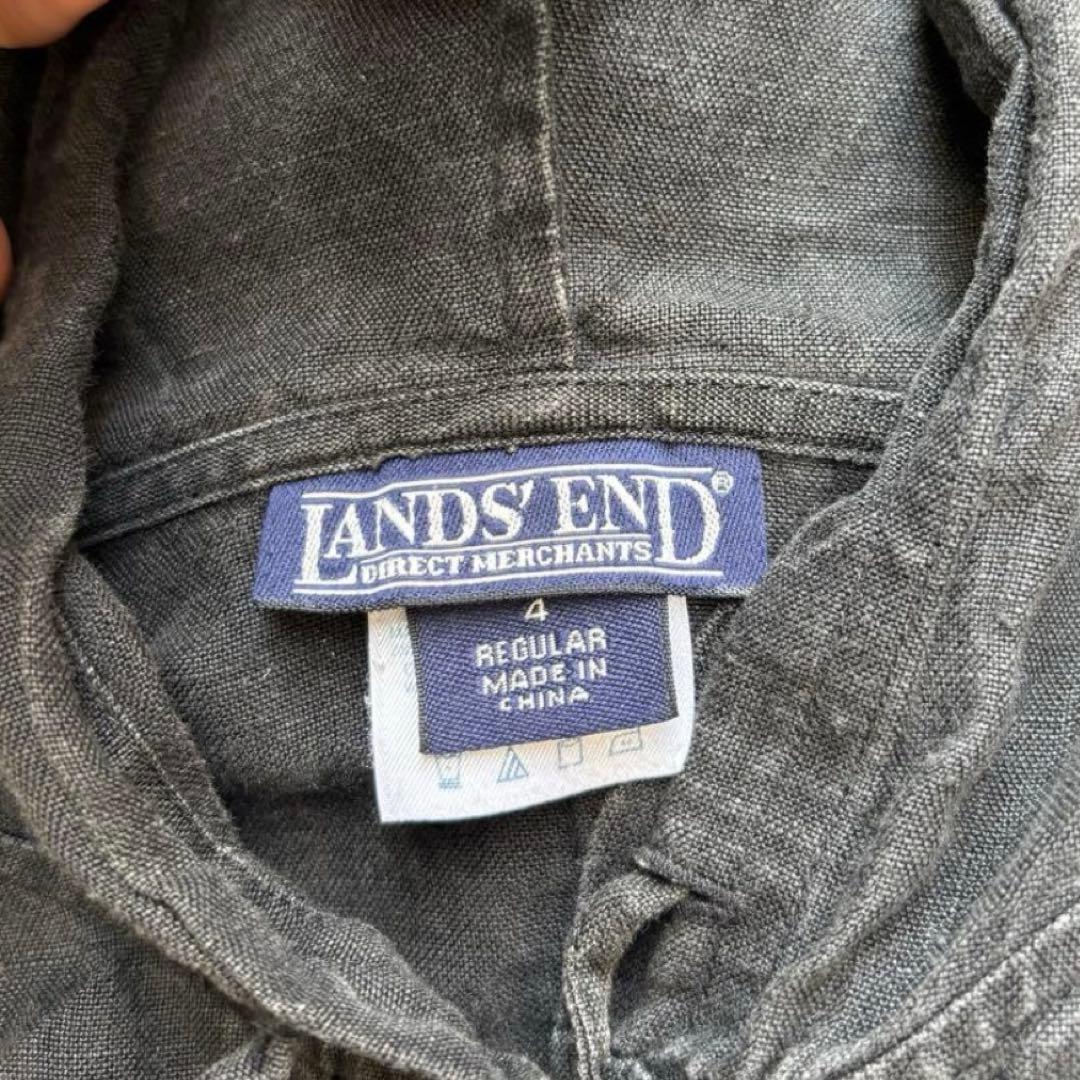 LANDS' END®
DIRECT MERCHANTS
4
REGULAR
MADE IN
CHINA